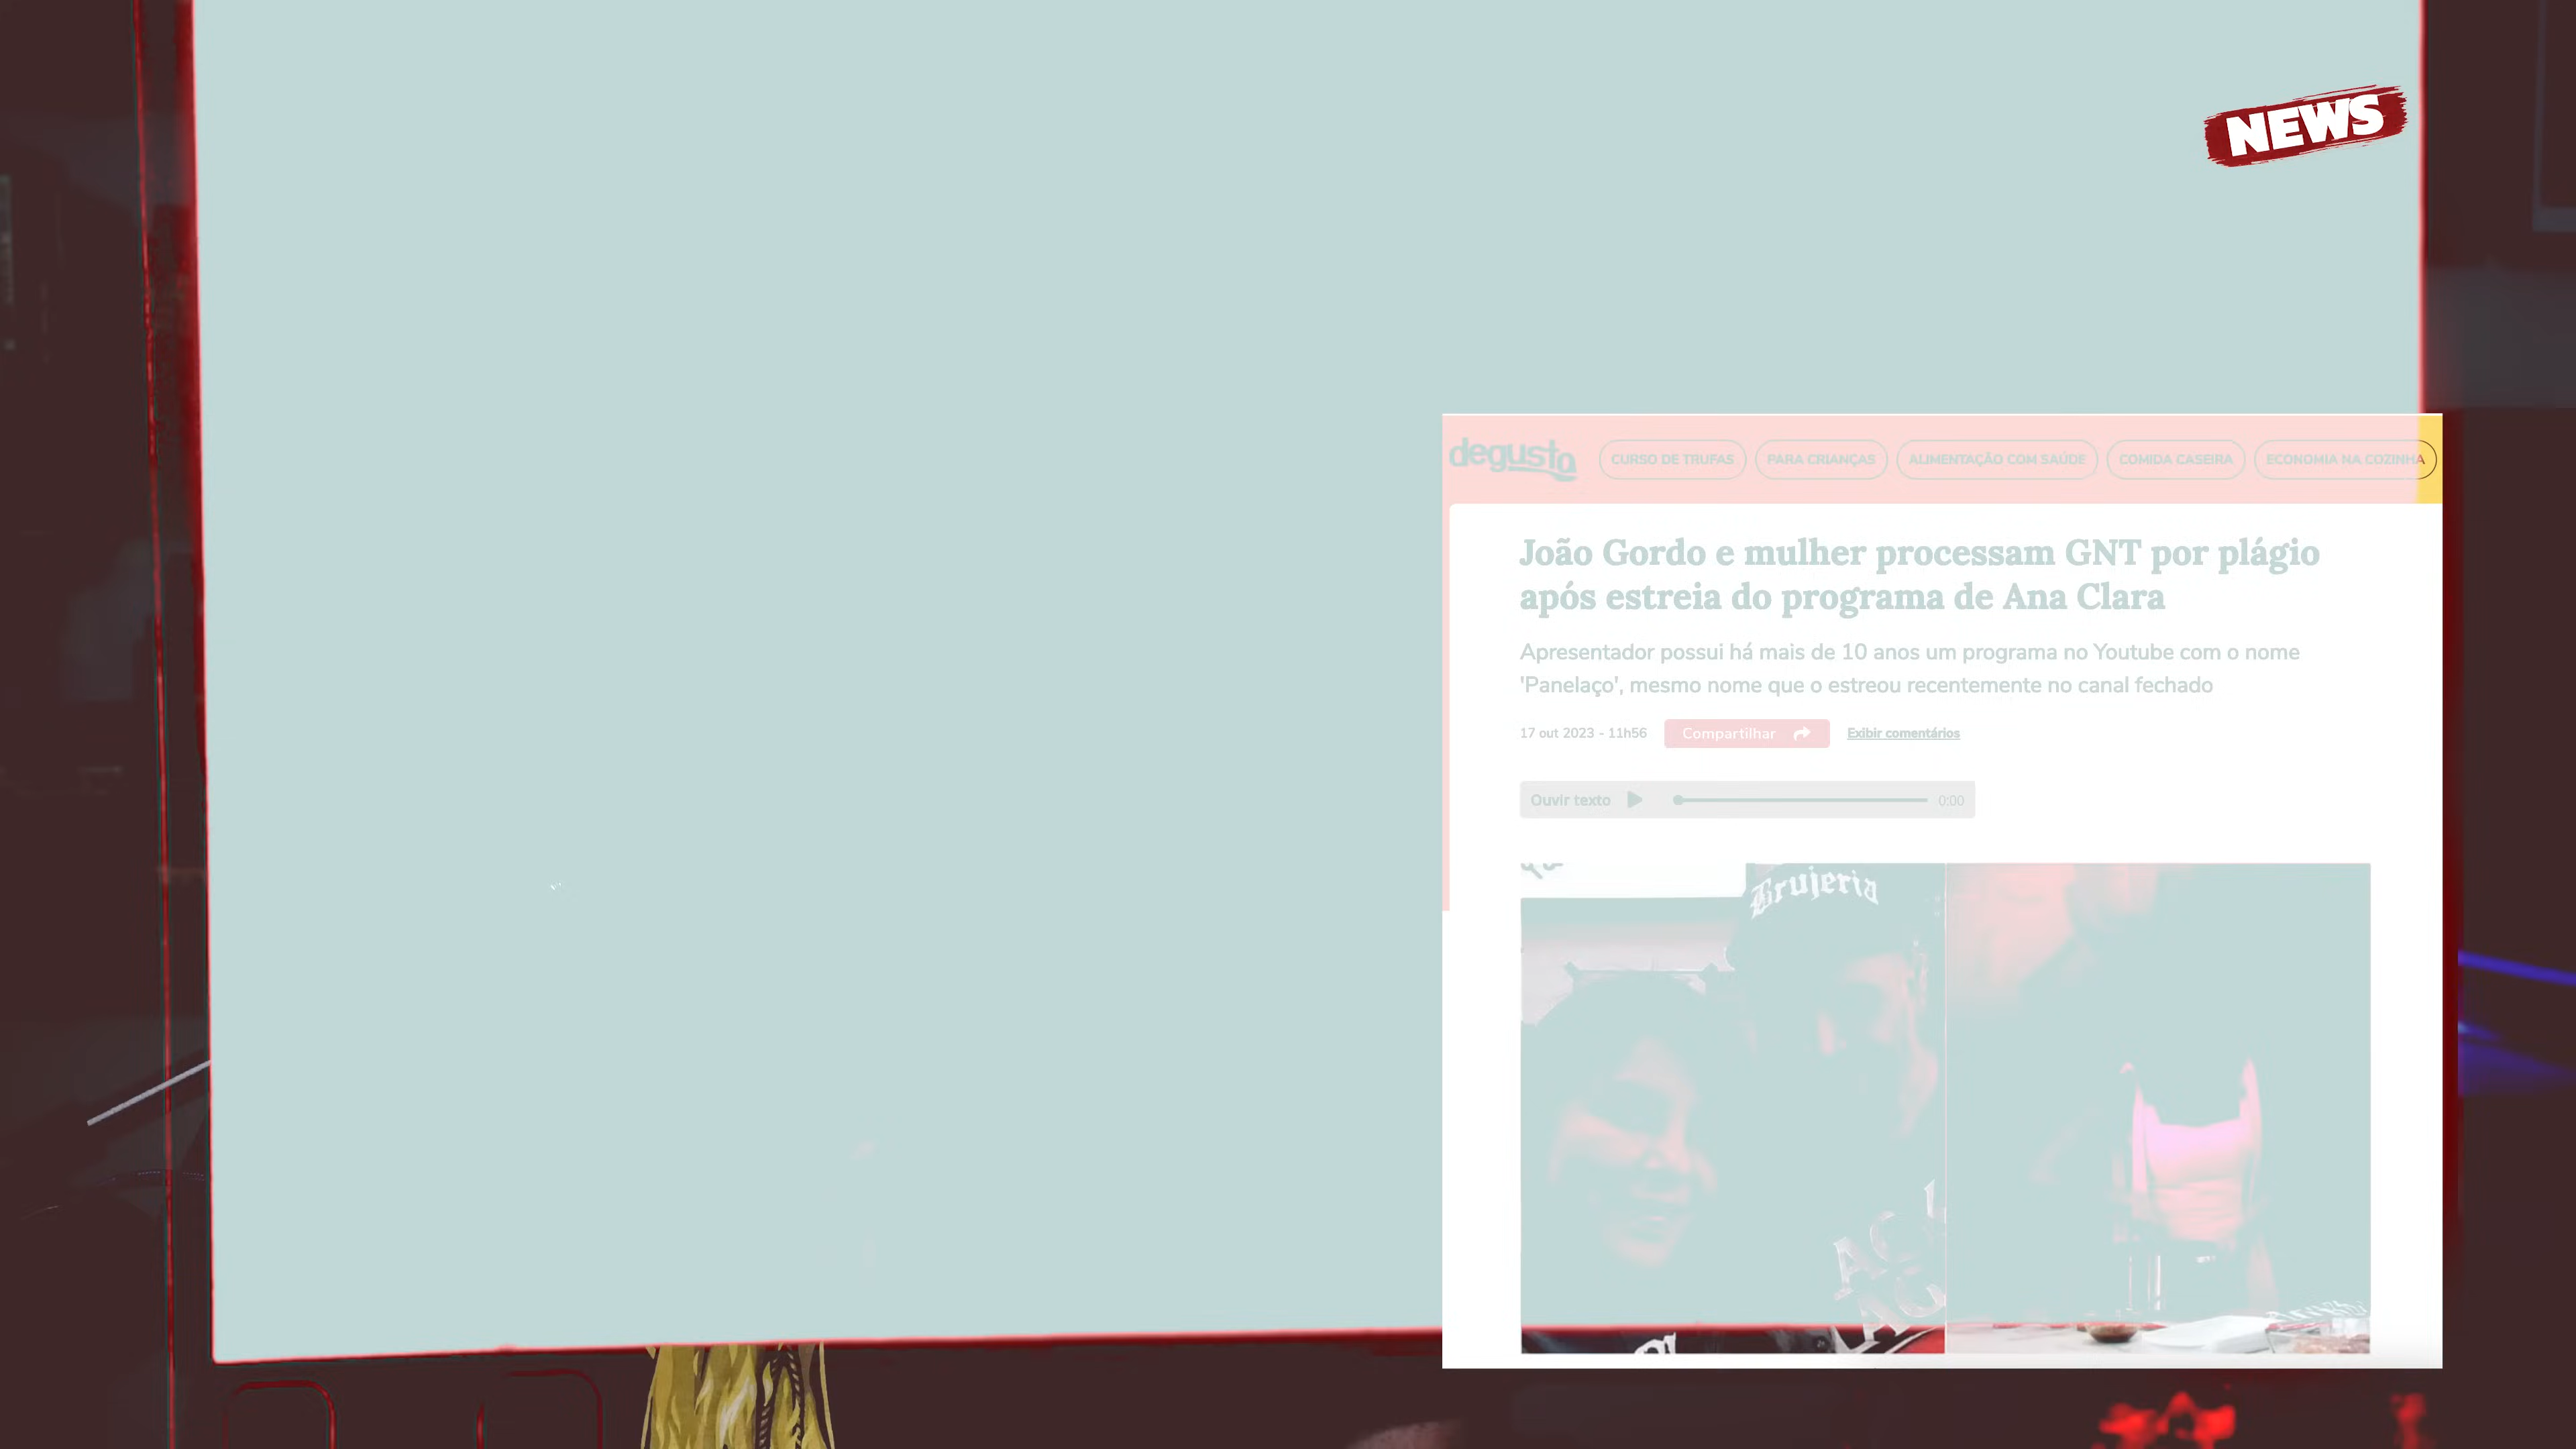 NEWS
degusta
CURSO DE TRUFAS PARA CRIANÇAS ALIMENTAÇÃO COM SAÚDE COMIDA CASEIRA ECONOMIA NA COZINHA
João Gordo e mulher processam GNT por plágio
após estreia do programa de Ana Clara
Apresentador possui há mais de 10 anos um programa no Youtube com o nome
'Panelaço', mesmo nome que o estreou recentemente no canal fechado
17 out 2023 - 11h56 Compartilhar Exibir comentários
Ouvir texto 0:00
Brujeria